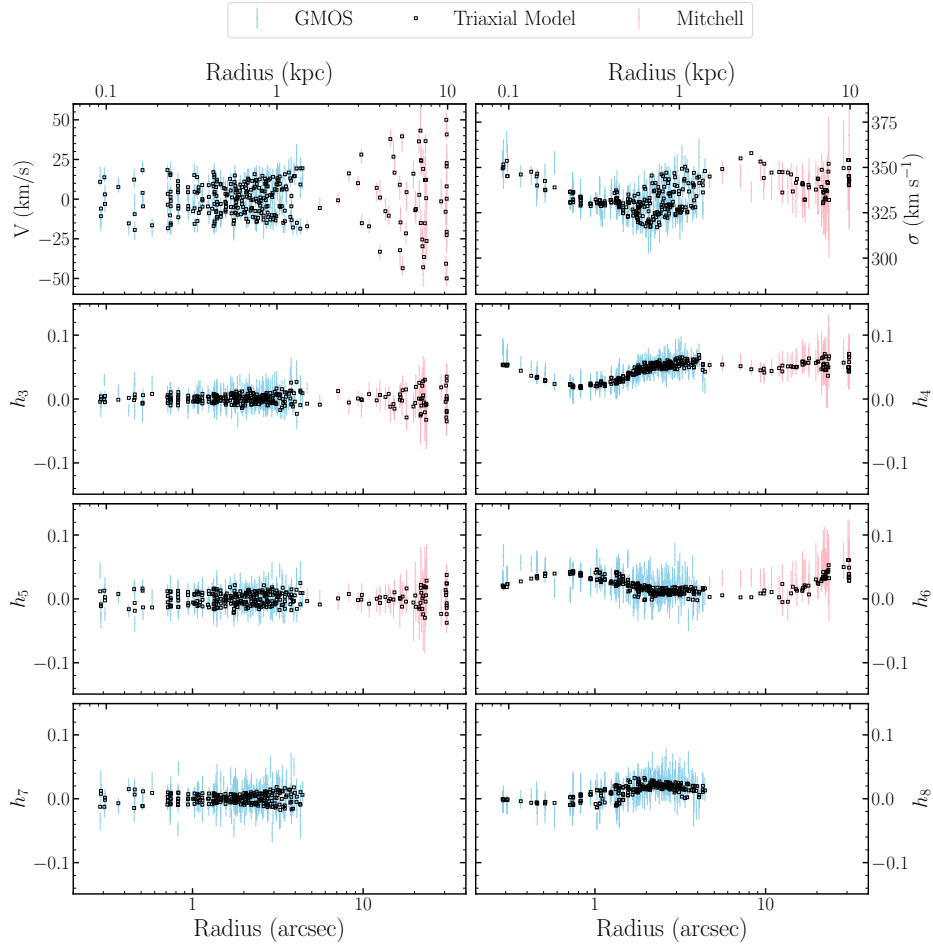 GMOS Triaxial Model Mitchell
Radius (kpc) Radius (kpc)
0.1 1 10 0.1 1 10
V (km/s)
50
25
0
−25
−50
σ (km s⁻¹)
375
350
325
300
h₃
0.1
0.0
−0.1
h₄
0.1
0.0
−0.1
h₅
0.1
0.0
−0.1
h₆
0.1
0.0
−0.1
h₇
0.1
0.0
−0.1
h₈
0.1
0.0
−0.1
1 10 1 10
Radius (arcsec) Radius (arcsec)